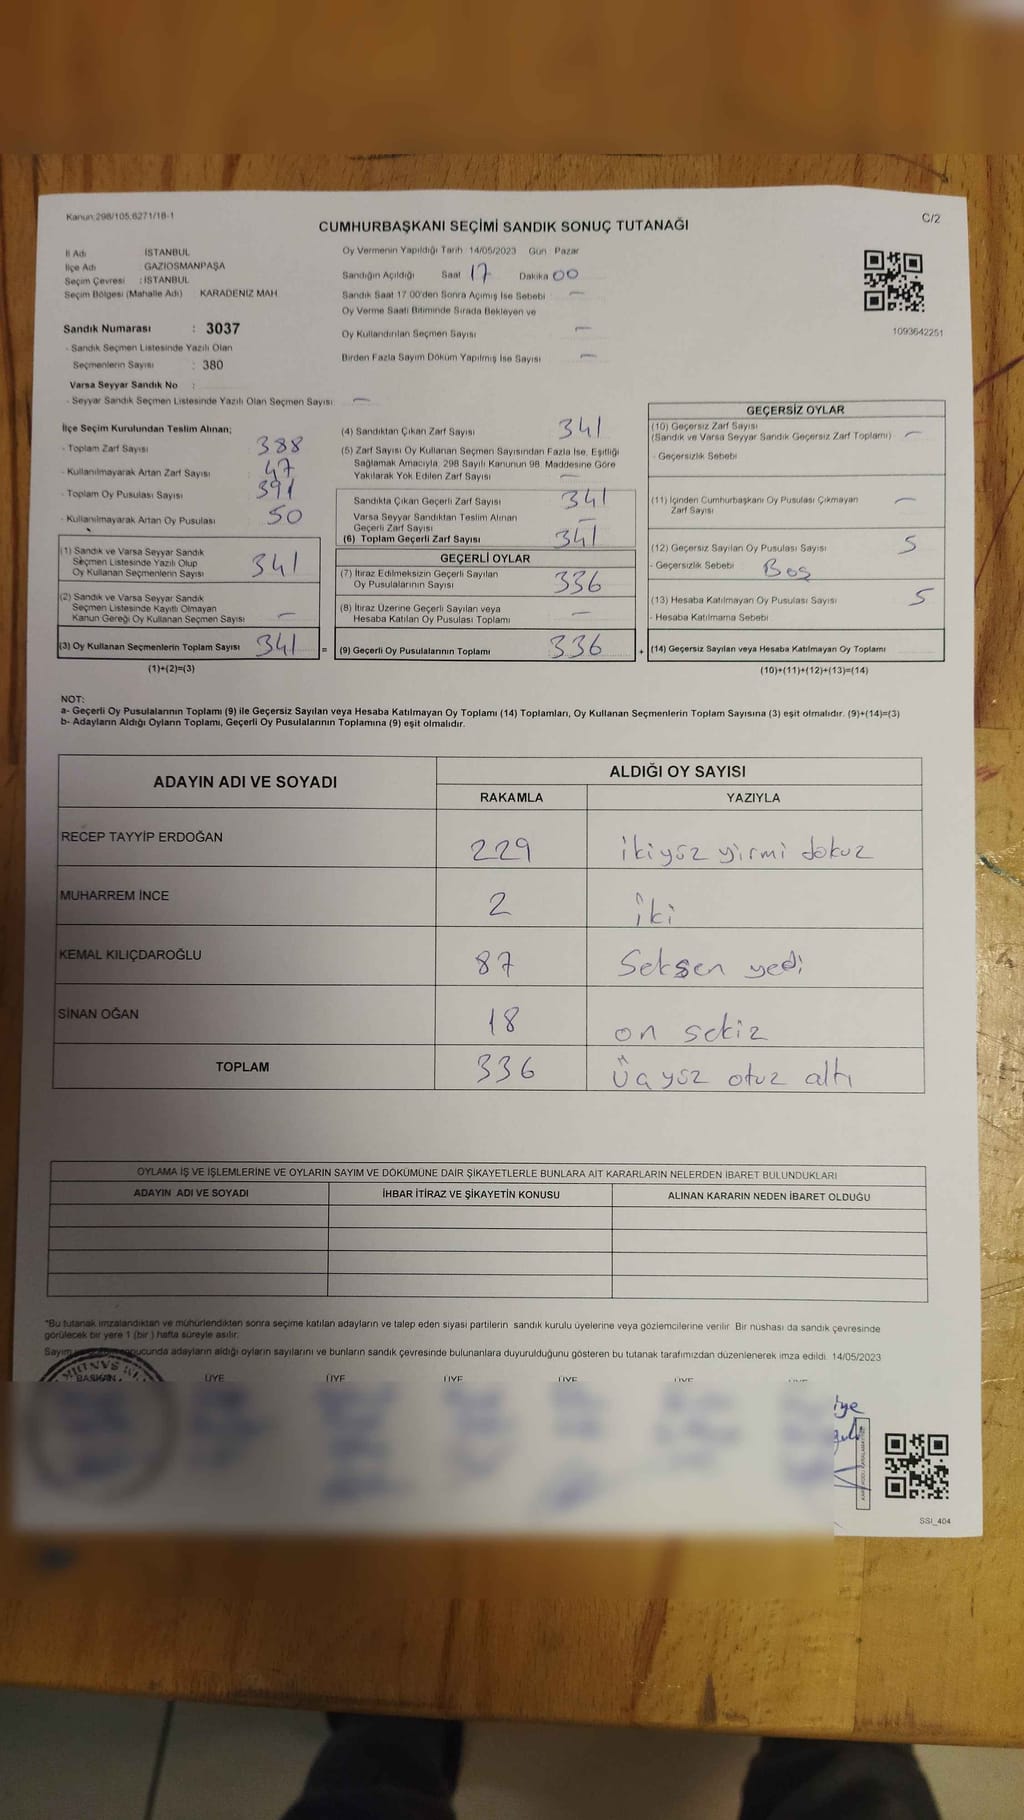 Kanun:298/105,6271/18-1
C/2
CUMHURBAŞKANI SEÇİMİ SANDIK SONUÇ TUTANAĞI
İl Adı İSTANBUL
İlçe Adı GAZİOSMANPAŞA
Seçim Çevresi : İSTANBUL
Seçim Bölgesi (Mahalle Adı) KARADENİZ MAH.
Sandık Numarası : 3037
- Sandık Seçmen Listesinde Yazılı Olan
Seçmenlerin Sayısı : 380
Varsa Seyyar Sandık No :
- Seyyar Sandık Seçmen Listesinde Yazılı Olan Seçmen Sayısı: —
Oy Vermenin Yapıldığı Tarih 14/05/2023 Gün Pazar
Sandığın Açıldığı Saat 17 Dakika 00
Sandık Saat 17.00'den Sonra Açımış İse Sebebi : —
Oy Verme Saati Bitiminde Sırada Bekleyen ve
Oy Kullandırılan Seçmen Sayısı —
Birden Fazla Sayım Döküm Yapılmış İse Sayısı —
1093642251
İlçe Seçim Kurulundan Teslim Alınan;
- Toplam Zarf Sayısı 388
- Kullanılmayarak Artan Zarf Sayısı 47
- Toplam Oy Pusulası Sayısı 391
- Kullanılmayarak Artan Oy Pusulası 50
(1) Sandık ve Varsa Seyyar Sandık
Seçmen Listesinde Yazılı Olup
Oy Kullanan Seçmenlerin Sayısı 341
(2) Sandık ve Varsa Seyyar Sandık
Seçmen Listesinde Kayıtlı Olmayan
Kanun Gereği Oy Kullanan Seçmen Sayısı —
(3) Oy Kullanan Seçmenlerin Toplam Sayısı 341 =
(1)+(2)=(3)
(4) Sandıktan Çıkan Zarf Sayısı 341
(5) Zarf Sayısı Oy Kullanan Seçmen Sayısından Fazla İse, Eşitliği
Sağlamak Amacıyla, 298 Sayılı Kanunun 98. Maddesine Göre
Yakılarak Yok Edilen Zarf Sayısı —
Sandıkta Çıkan Geçerli Zarf Sayısı 341
Varsa Seyyar Sandıktan Teslim Alınan
Geçerli Zarf Sayısı —
(6) Toplam Geçerli Zarf Sayısı 341
GEÇERLİ OYLAR
(7) İtiraz Edilmeksizin Geçerli Sayılan
Oy Pusulalarının Sayısı 336
(8) İtiraz Üzerine Geçerli Sayılan veya
Hesaba Katılan Oy Pusulası Toplamı —
(9) Geçerli Oy Pusulalarının Toplamı 336 +
GEÇERSİZ OYLAR
(10) Geçersiz Zarf Sayısı
(Sandık ve Varsa Seyyar Sandık Geçersiz Zarf Toplamı) —
- Geçersizlik Sebebi
(11) İçinden Cumhurbaşkanı Oy Pusulası Çıkmayan
Zarf Sayısı —
(12) Geçersiz Sayılan Oy Pusulası Sayısı 5
- Geçersizlik Sebebi Boş
(13) Hesaba Katılmayan Oy Pusulası Sayısı 5
- Hesaba Katılmama Sebebi
(14) Geçersiz Sayılan veya Hesaba Katılmayan Oy Toplamı
(10)+(11)+(12)+(13)=(14)
NOT:
a- Geçerli Oy Pusulalarının Toplamı (9) ile Geçersiz Sayılan veya Hesaba Katılmayan Oy Toplamı (14) Toplamları, Oy Kullanan Seçmenlerin Toplam Sayısına (3) eşit olmalıdır. (9)+(14)=(3)
b- Adayların Aldığı Oyların Toplamı, Geçerli Oy Pusulalarının Toplamına (9) eşit olmalıdır.
ADAYIN ADI VE SOYADI
ALDIĞI OY SAYISI
RAKAMLA YAZIYLA
RECEP TAYYİP ERDOĞAN 229 ikiyüz yirmi dokuz
MUHARREM İNCE 2 iki
KEMAL KILIÇDAROĞLU 87 Seksen yedi
SİNAN OĞAN 18 on sekiz
TOPLAM 336 üçyüz otuz altı
OYLAMA İŞ VE İŞLEMLERİNE VE OYLARIN SAYIM VE DÖKÜMÜNE DAİR ŞİKAYETLERLE BUNLARA AİT KARARLARIN NELERDEN İBARET BULUNDUKLARI
ADAYIN ADI VE SOYADI İHBAR İTİRAZ VE ŞİKAYETİN KONUSU ALINAN KARARIN NEDEN İBARET OLDUĞU
*Bu tutanak imzalandıktan ve mühürlendikten sonra seçime katılan adayların ve talep eden siyasi partilerin sandık kurulu üyelerine veya gözlemcilerine verilir Bir nüshası da sandık çevresinde
görülecek bir yere 1 (bir ) hafta süreyle asılır.
Sayım sonucunda adayların aldığı oyların sayılarını ve bunların sandık çevresinde bulunanlara duyurulduğunu gösteren bu tutanak tarafımızdan düzenlenerek imza edildi. 14/05/2023
BAŞKAN ÜYE ÜYE ÜYE ÜYE ÜYE
SSI_404